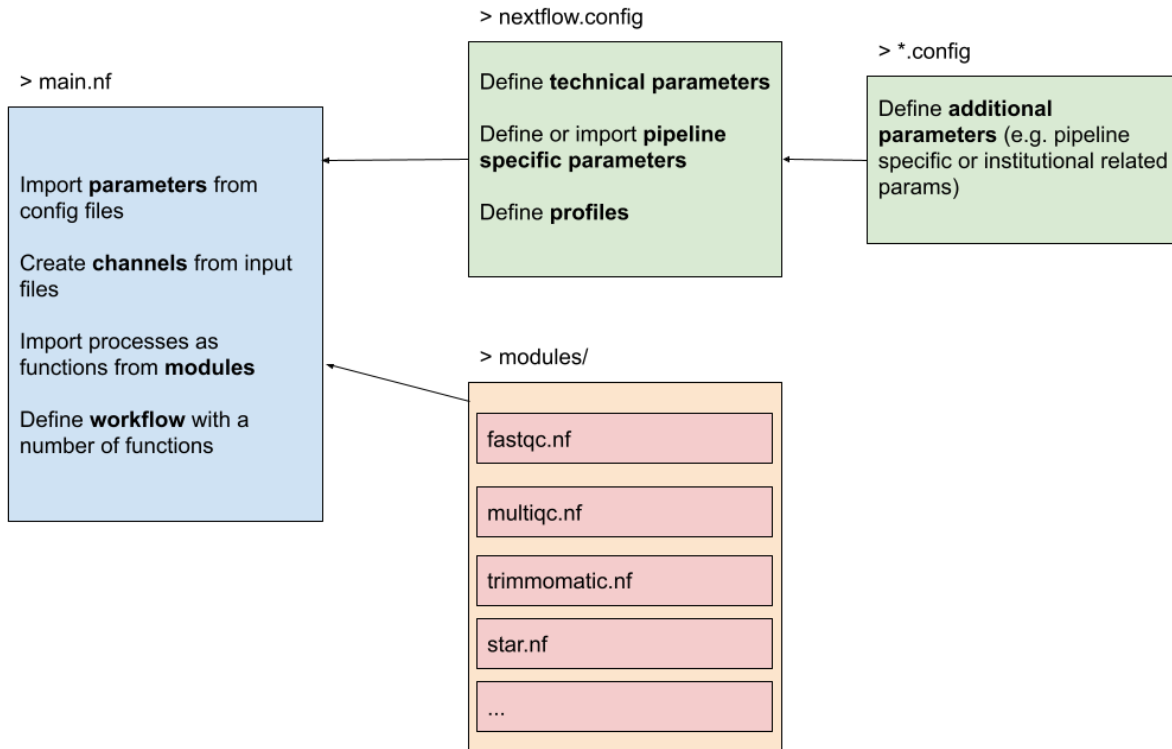 > main.nf
Import parameters from
config files
Create channels from input
files
Import processes as
functions from modules
Define workflow with a
number of functions
> nextflow.config
Define technical parameters
Define or import pipeline
specific parameters
Define profiles
> *.config
Define additional
parameters (e.g. pipeline
specific or institutional related
params)
> modules/
fastqc.nf
multiqc.nf
trimmomatic.nf
star.nf
...